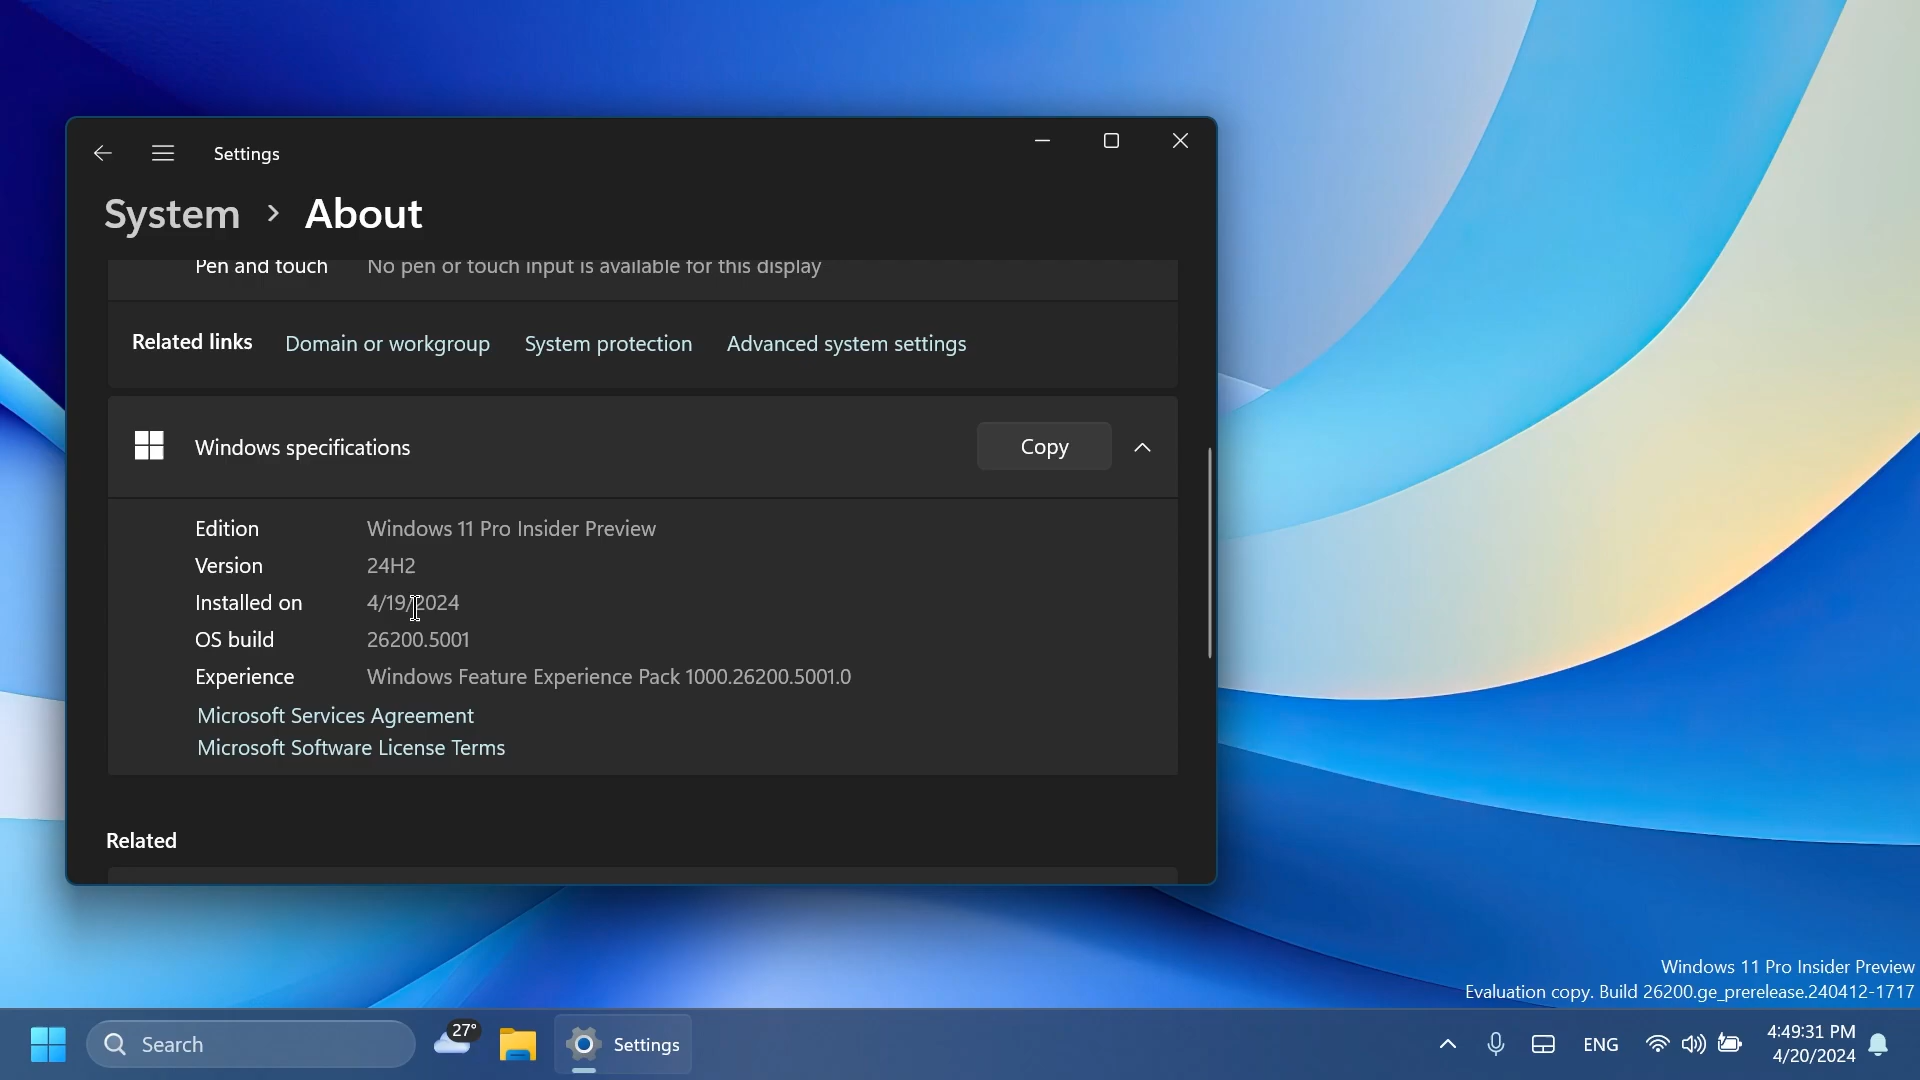 Settings
System > About
Pen and touch No pen or touch input is available for this display
Related links Domain or workgroup System protection Advanced system settings
Windows specifications Copy
Edition Windows 11 Pro Insider Preview
Version 24H2
Installed on 4/19/2024
OS build 26200.5001
Experience Windows Feature Experience Pack 1000.26200.5001.0
Microsoft Services Agreement
Microsoft Software License Terms
Related
Windows 11 Pro Insider Preview
Evaluation copy. Build 26200.ge_prerelease.240412-1717
Search 27° Settings ENG 4:49:31 PM
4/20/2024